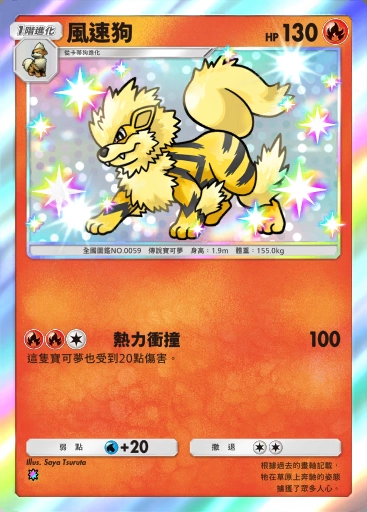 1階進化
風速狗
HP 130
從卡蒂狗進化
全國圖鑑NO.0059 傳說寶可夢 身高:1.9m 體重:155.0kg
熱力衝撞 100
這隻寶可夢也受到20點傷害。
弱點 +20
撤退
Illus. Saya Tsuruta
根據過去的畫軸記載,
牠在草原上奔馳的姿態
擄獲了眾多人心。